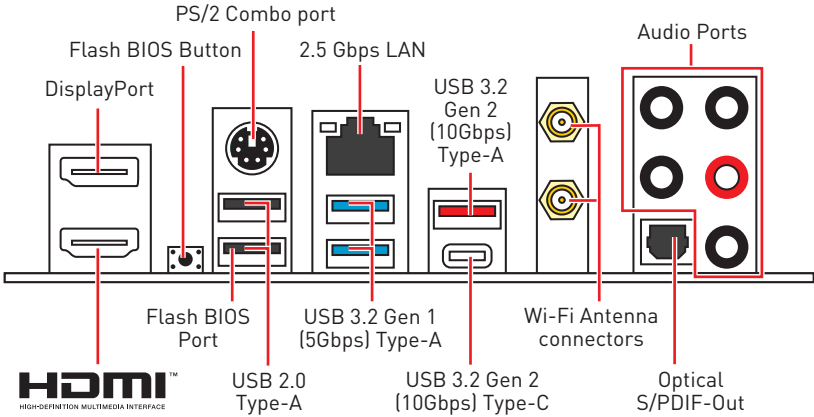 PS/2 Combo port
Flash BIOS Button
2.5 Gbps LAN
Audio Ports
DisplayPort
USB 3.2
Gen 2
(10Gbps)
Type-A
Flash BIOS
Port
USB 3.2 Gen 1
(5Gbps) Type-A
Wi-Fi Antenna
connectors
HDMI™
HIGH-DEFINITION MULTIMEDIA INTERFACE
USB 2.0
Type-A
USB 3.2 Gen 2
(10Gbps) Type-C
Optical
S/PDIF-Out